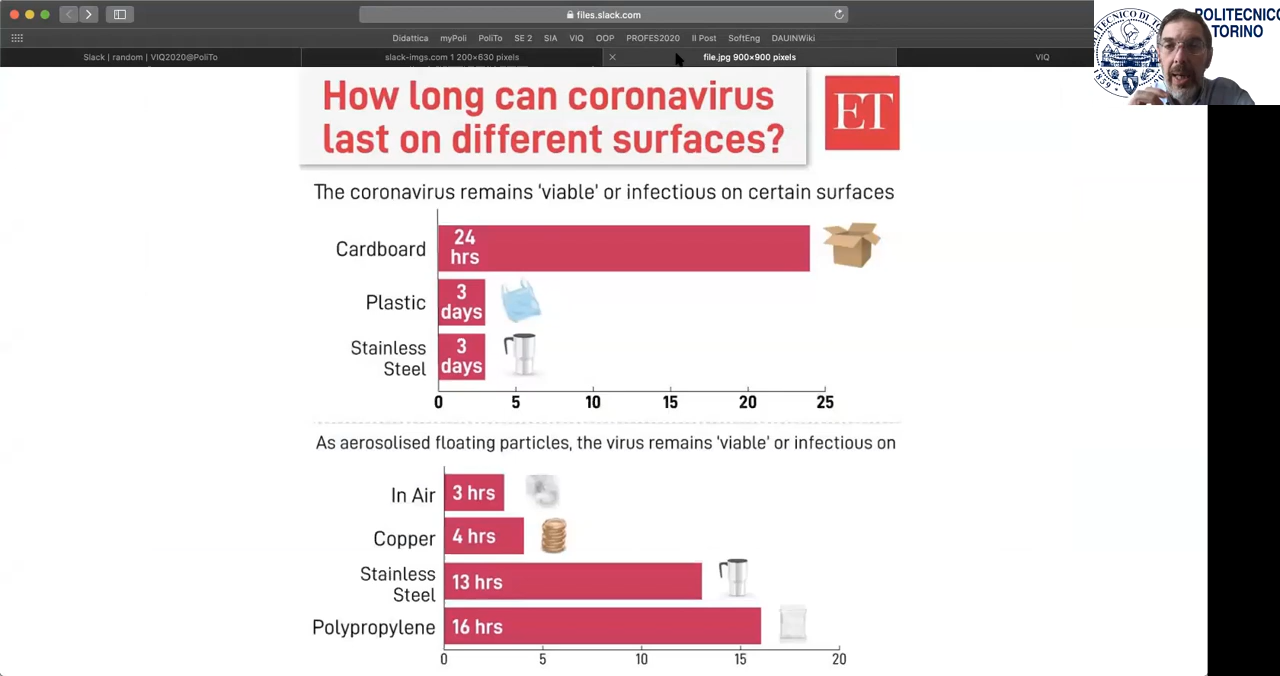 files.slack.com
Didattica myPoli PoliTo SE 2 SIA VIQ OOP PROFES2020 Il Post SoftEng DAUINWiki
Slack | random | VIQ2020@PoliTo slack-imgs.com 1 200×630 pixels file.jpg 900×900 pixels VIQ
POLITECNICO
TORINO
1859
How long can coronavirus
last on different surfaces?
ET
The coronavirus remains 'viable' or infectious on certain surfaces
Cardboard
24
hrs
Plastic
3
days
Stainless
Steel
3
days
0 5 10 15 20 25
As aerosolised floating particles, the virus remains 'viable' or infectious on
In Air 3 hrs
Copper 4 hrs
Stainless
Steel
13 hrs
Polypropylene 16 hrs
0 5 10 15 20